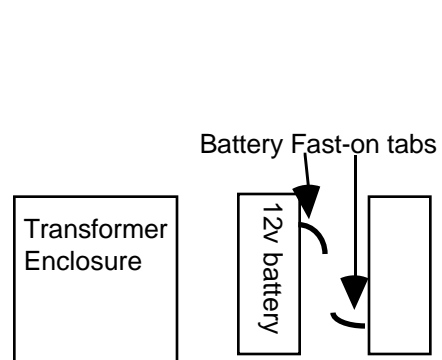 Battery Fast-on tabs
Transformer
Enclosure
12v battery